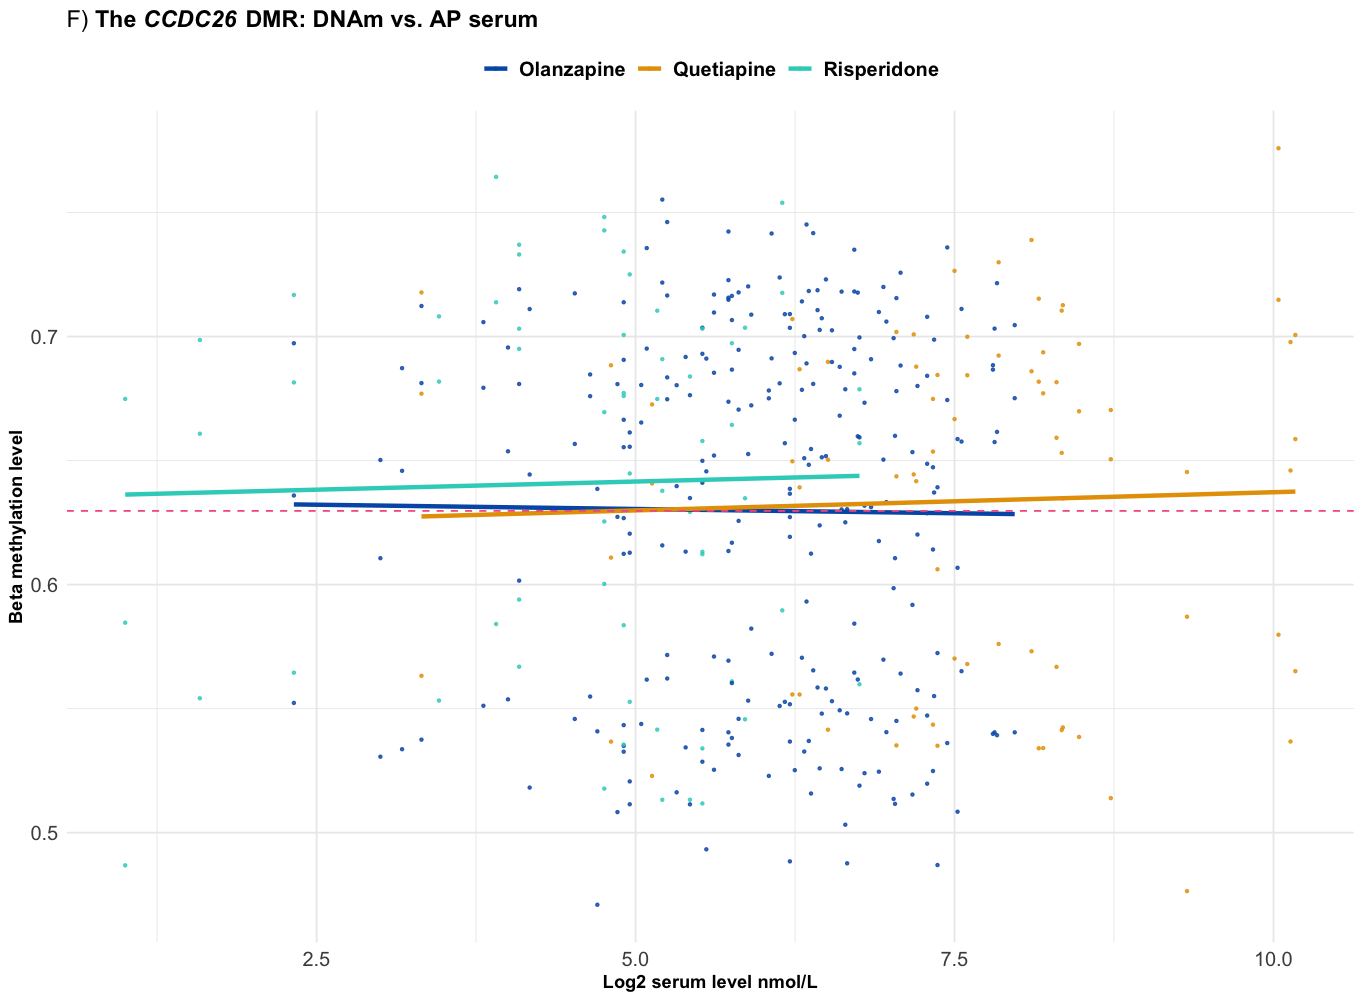 F) The CCDC26 DMR: DNAm vs. AP serum
Olanzapine Quetiapine Risperidone
0.7
0.6
0.5
Beta methylation level
2.5 5.0 7.5 10.0
Log2 serum level nmol/L